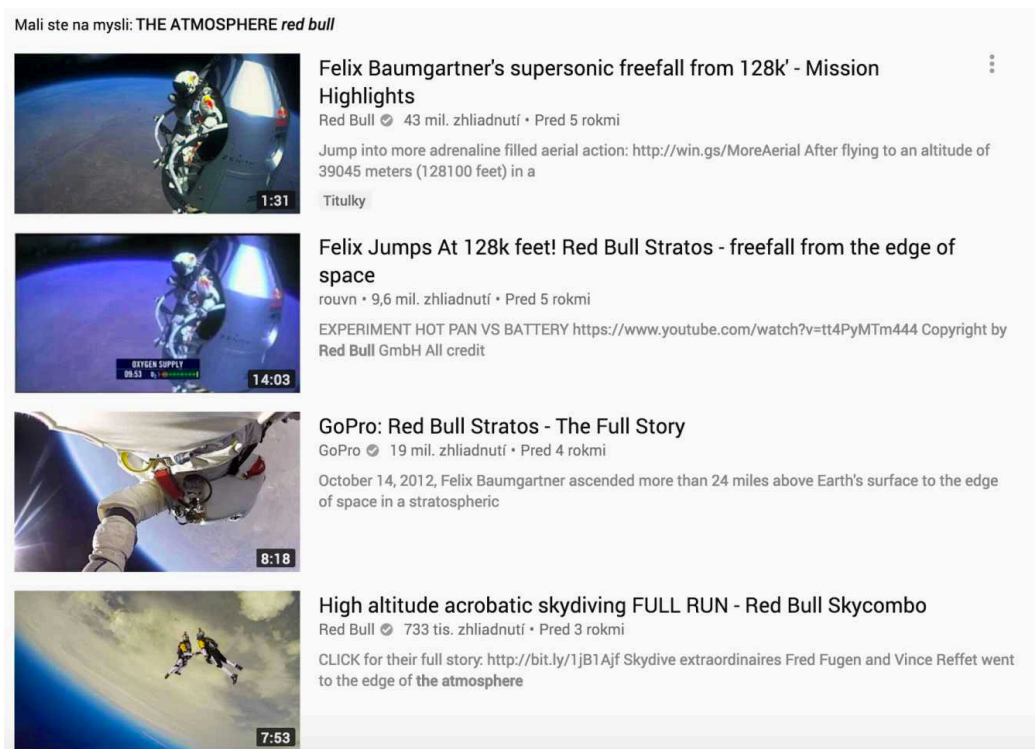 Mali ste na mysli: THE ATMOSPHERE red bull
Felix Baumgartner's supersonic freefall from 128k' - Mission
Highlights
Red Bull 43 mil. zhliadnutí • Pred 5 rokmi
Jump into more adrenaline filled aerial action: http://win.gs/MoreAerial After flying to an altitude of
39045 meters (128100 feet) in a
Titulky
1:31
Felix Jumps At 128k feet! Red Bull Stratos - freefall from the edge of
space
rouvn • 9,6 mil. zhliadnutí • Pred 5 rokmi
EXPERIMENT HOT PAN VS BATTERY https://www.youtube.com/watch?v=tt4PyMTm444 Copyright by
Red Bull GmbH All credit
OXYGEN SUPPLY
09:53
14:03
GoPro: Red Bull Stratos - The Full Story
GoPro 19 mil. zhliadnutí • Pred 4 rokmi
October 14, 2012, Felix Baumgartner ascended more than 24 miles above Earth's surface to the edge
of space in a stratospheric
8:18
High altitude acrobatic skydiving FULL RUN - Red Bull Skycombo
Red Bull 733 tis. zhliadnutí • Pred 3 rokmi
CLICK for their full story: http://bit.ly/1jB1Ajf Skydive extraordinaires Fred Fugen and Vince Reffet went
to the edge of the atmosphere
7:53